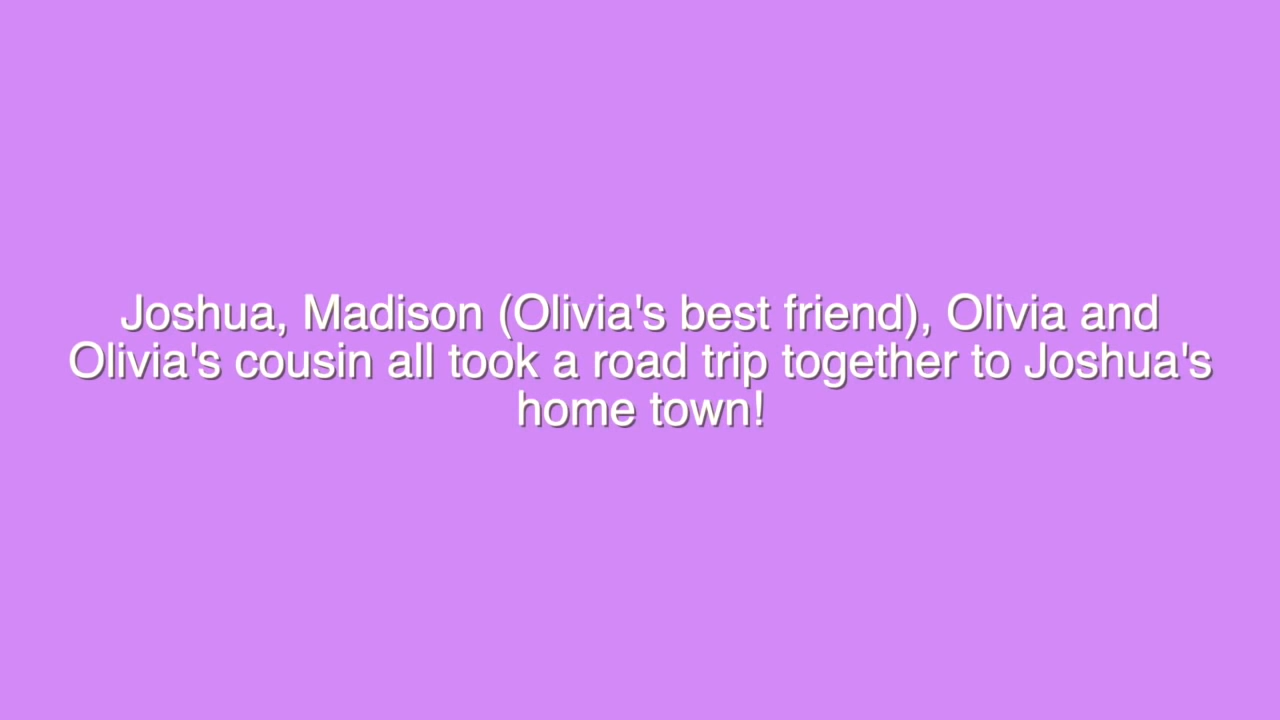 Joshua, Madison (Olivia's best friend), Olivia and
Olivia's cousin all took a road trip together to Joshua's
home town!